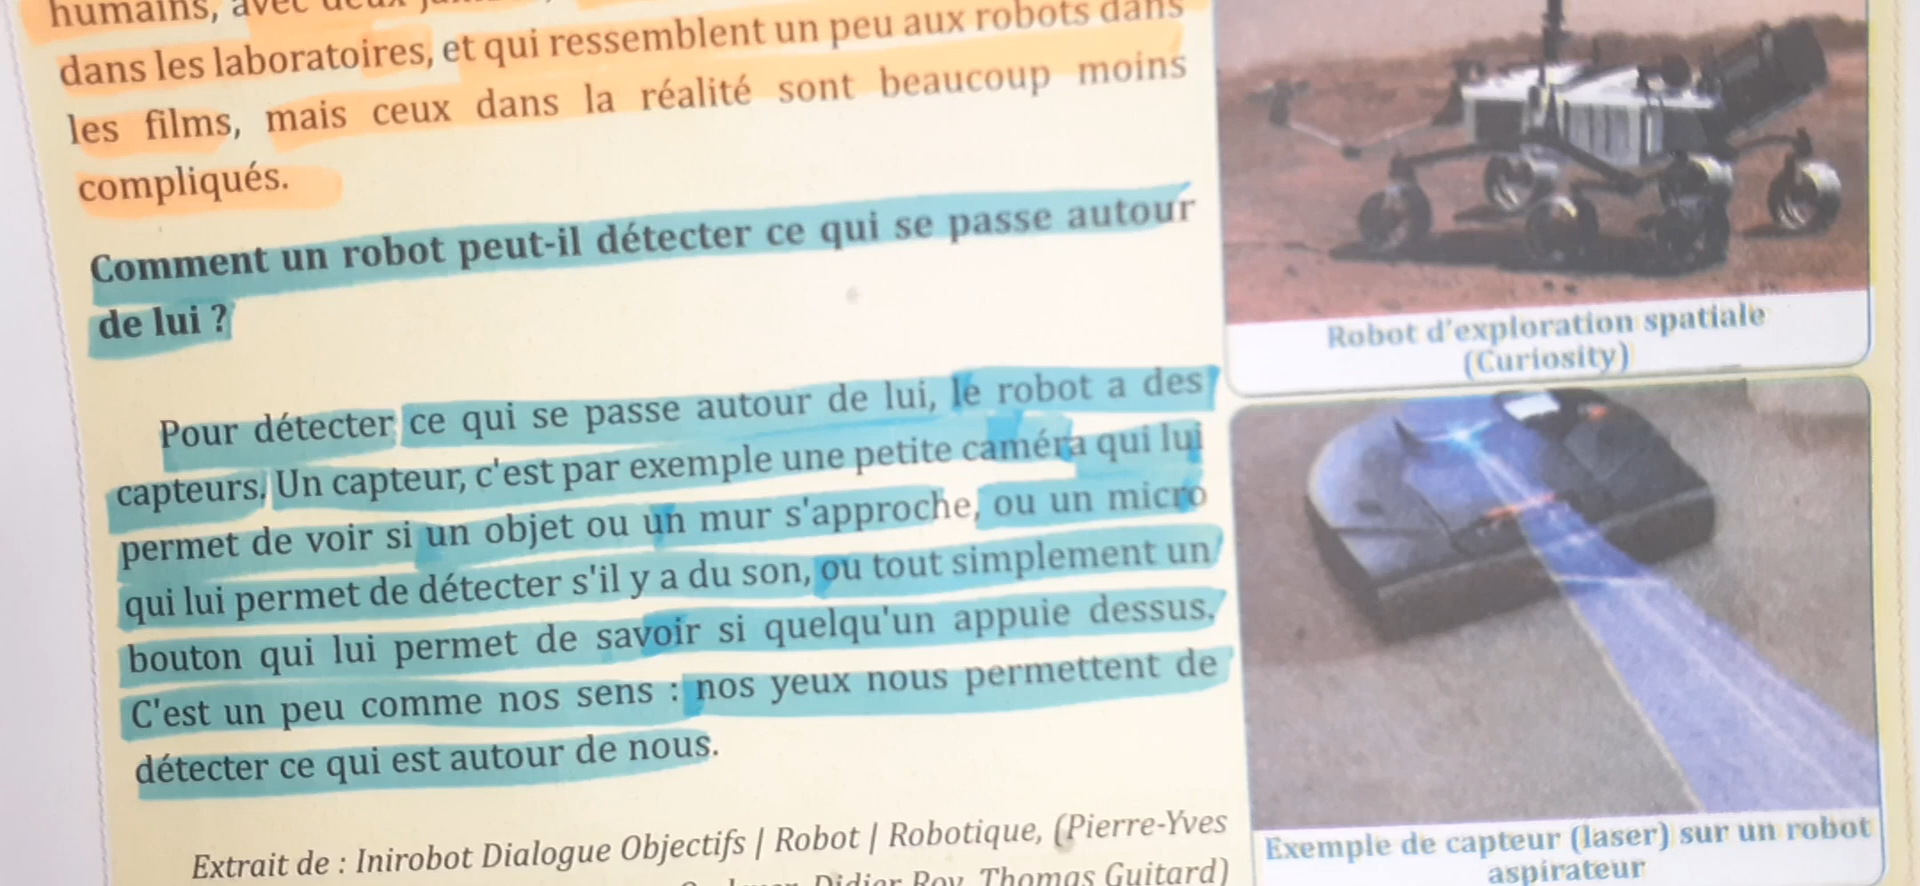 humains, avec deux
dans les laboratoires, et qui ressemblent un peu aux robots dans
les films, mais ceux dans la réalité sont beaucoup moins
compliqués.
Comment un robot peut-il détecter ce qui se passe autour
de lui ?
Pour détecter ce qui se passe autour de lui, le robot a des
capteurs. Un capteur, c'est par exemple une petite caméra qui lui
permet de voir si un objet ou un mur s'approche, ou un micro
qui lui permet de détecter s'il y a du son, ou tout simplement un
bouton qui lui permet de savoir si quelqu'un appuie dessus.
C'est un peu comme nos sens : nos yeux nous permettent de
détecter ce qui est autour de nous.
Extrait de : Inirobot Dialogue Objectifs | Robot | Robotique, (Pierre-Yves
Didier Roy, Thomas Guitard)
Robot d'exploration spatiale
(Curiosity)
Exemple de capteur (laser) sur un robot
aspirateur